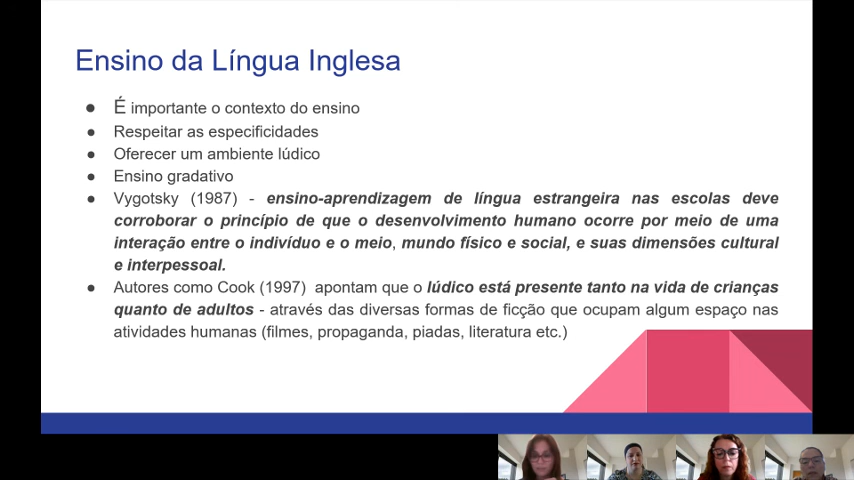 Ensino da Língua Inglesa
● É importante o contexto do ensino
● Respeitar as especificidades
● Oferecer um ambiente lúdico
● Ensino gradativo
● Vygotsky (1987) - ensino-aprendizagem de língua estrangeira nas escolas deve
corroborar o princípio de que o desenvolvimento humano ocorre por meio de uma
interação entre o indivíduo e o meio, mundo físico e social, e suas dimensões cultural
e interpessoal.
● Autores como Cook (1997) apontam que o lúdico está presente tanto na vida de crianças
quanto de adultos - através das diversas formas de ficção que ocupam algum espaço nas
atividades humanas (filmes, propaganda, piadas, literatura etc.)